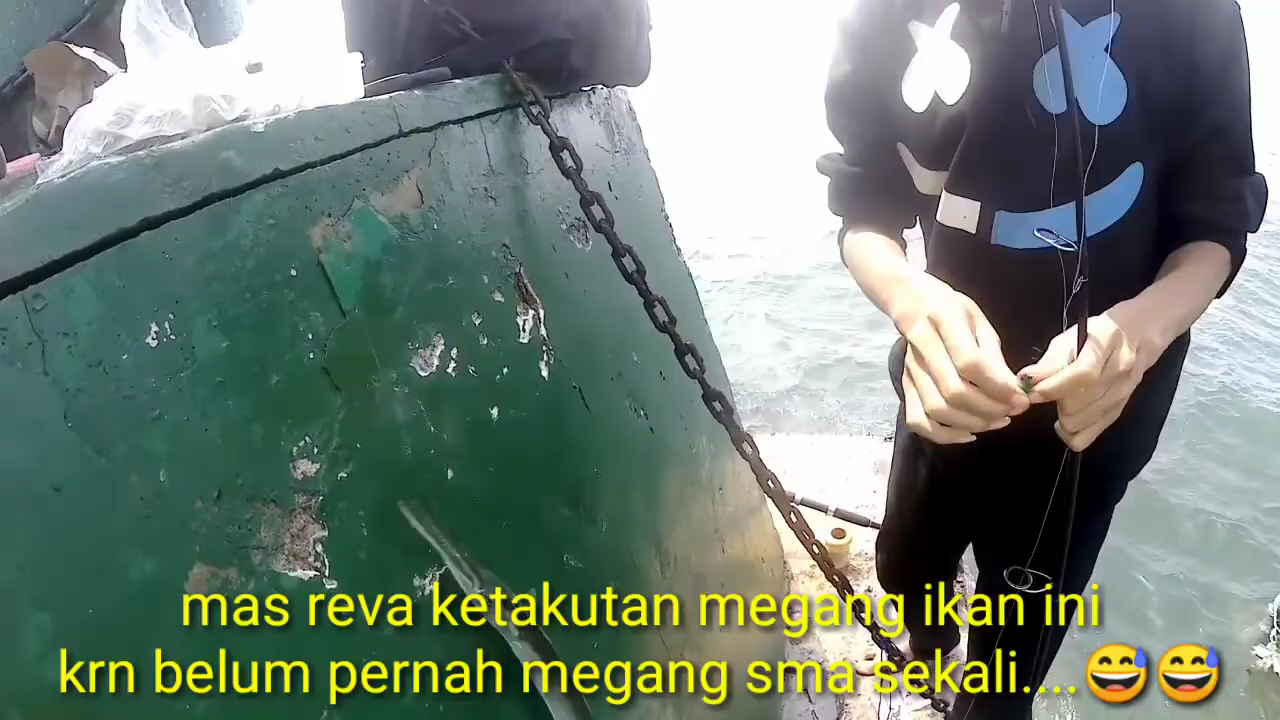 mas reva ketakutan megang ikan ini
krn belum pernah megang sma sekali....😅😅